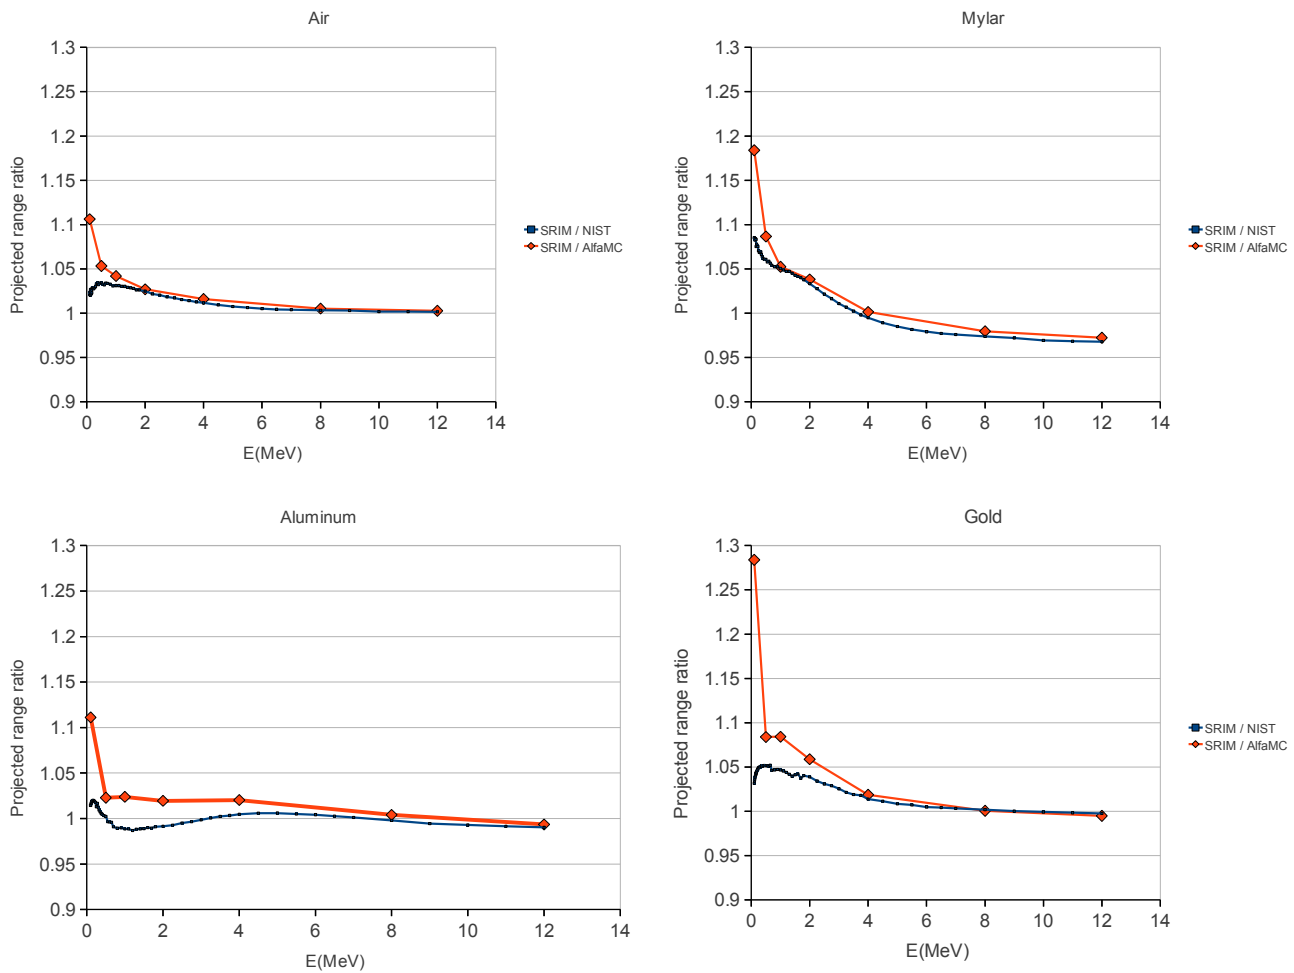 Air
1.3
1.25
1.2
1.15
1.1
1.05
1
0.95
0.9
0 2 4 6 8 10 12 14
E(MeV)
Projected range ratio
SRIM / NIST
SRIM / AlfaMC
Mylar
1.3
1.25
1.2
1.15
1.1
1.05
1
0.95
0.9
0 2 4 6 8 10 12 14
E(MeV)
Projected range ratio
SRIM / NIST
SRIM / AlfaMC
Aluminum
1.3
1.25
1.2
1.15
1.1
1.05
1
0.95
0.9
0 2 4 6 8 10 12 14
E(MeV)
Projected range ratio
Gold
1.3
1.25
1.2
1.15
1.1
1.05
1
0.95
0.9
0 2 4 6 8 10 12 14
E(MeV)
Projected range ratio
SRIM / NIST
SRIM / AlfaMC